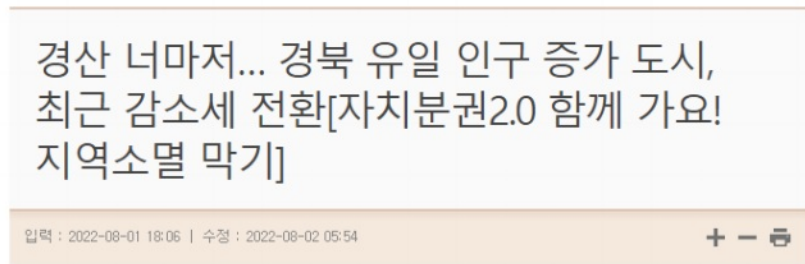 경산 너마저... 경북 유일 인구 증가 도시,
최근 감소세 전환[자치분권2.0 함께 가요!
지역소멸 막기]
입력 : 2022-08-01 18:06 | 수정 : 2022-08-02 05:54